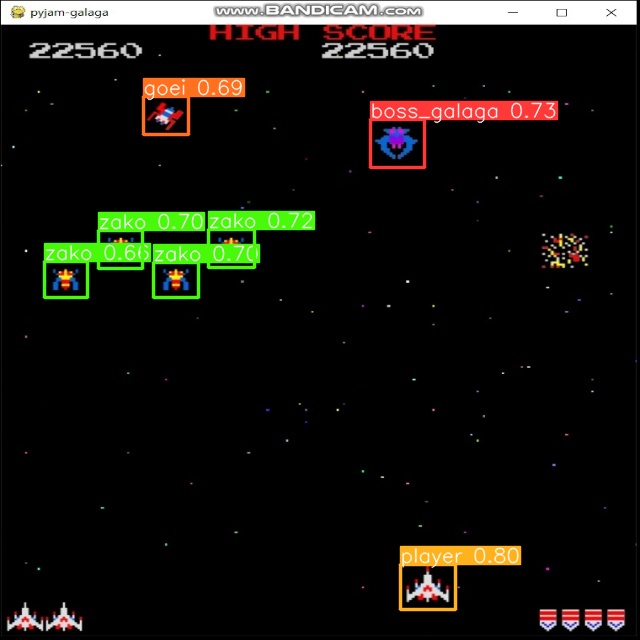 pyjam-galaga
www.BANDICAM.com
HIGH SCORE
22560 22560
goei 0.69
boss_galaga 0.73
zako 0.70 zako 0.72
zako 0.66 zako 0.70
player 0.80